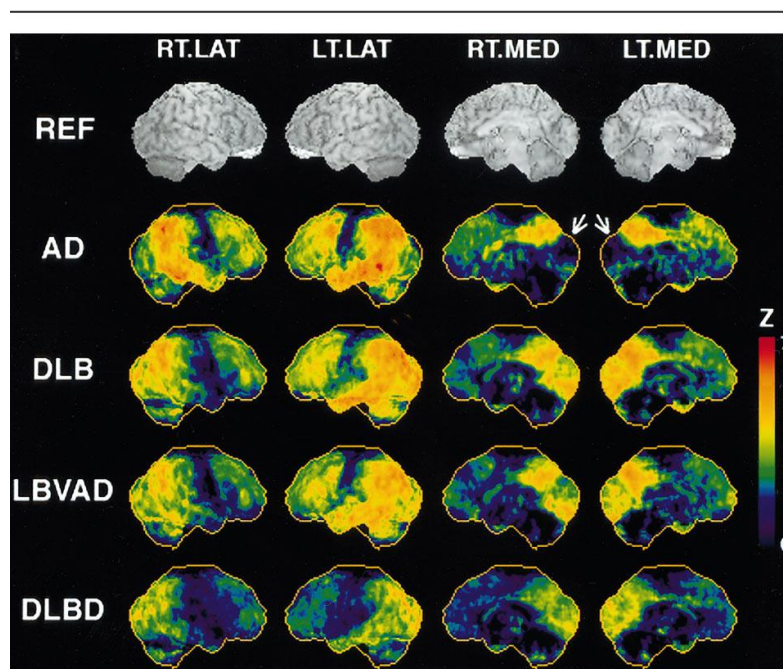 RT.LAT LT.LAT RT.MED LT.MED
REF
AD
DLB
Z
LBVAD
DLBD